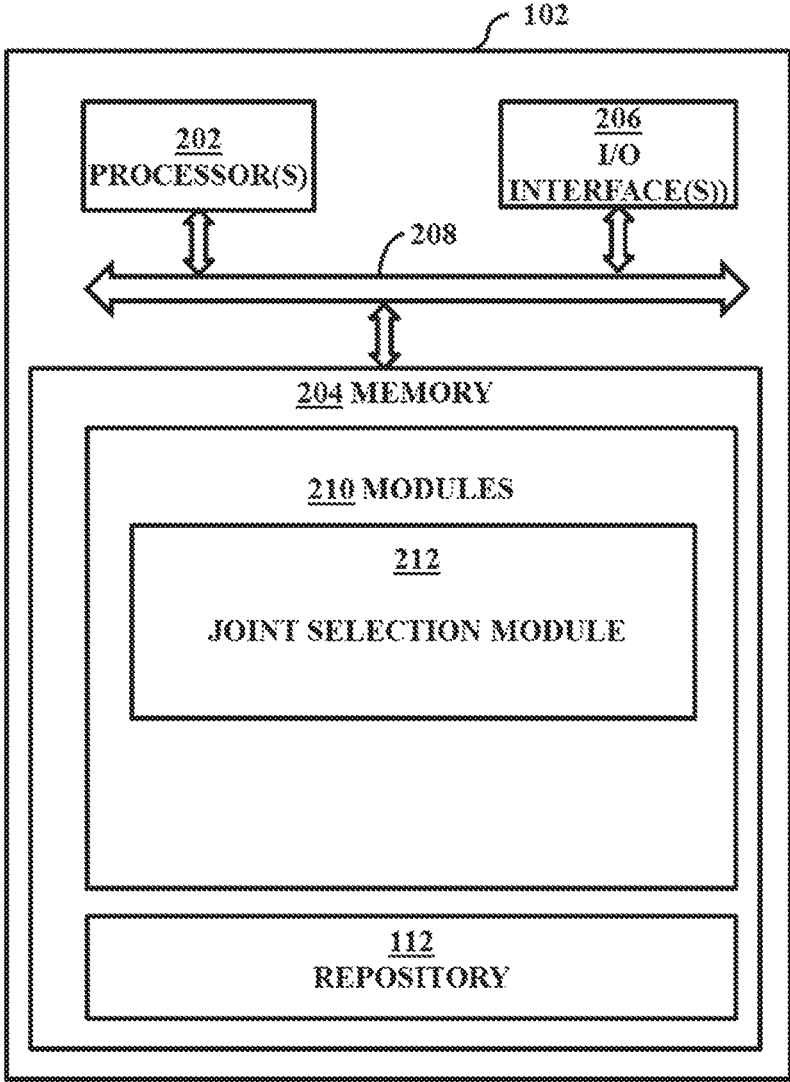 102
202
PROCESSOR(S)
206
I/O
INTERFACE(S))
208
204 MEMORY
210 MODULES
212
JOINT SELECTION MODULE
112
REPOSITORY